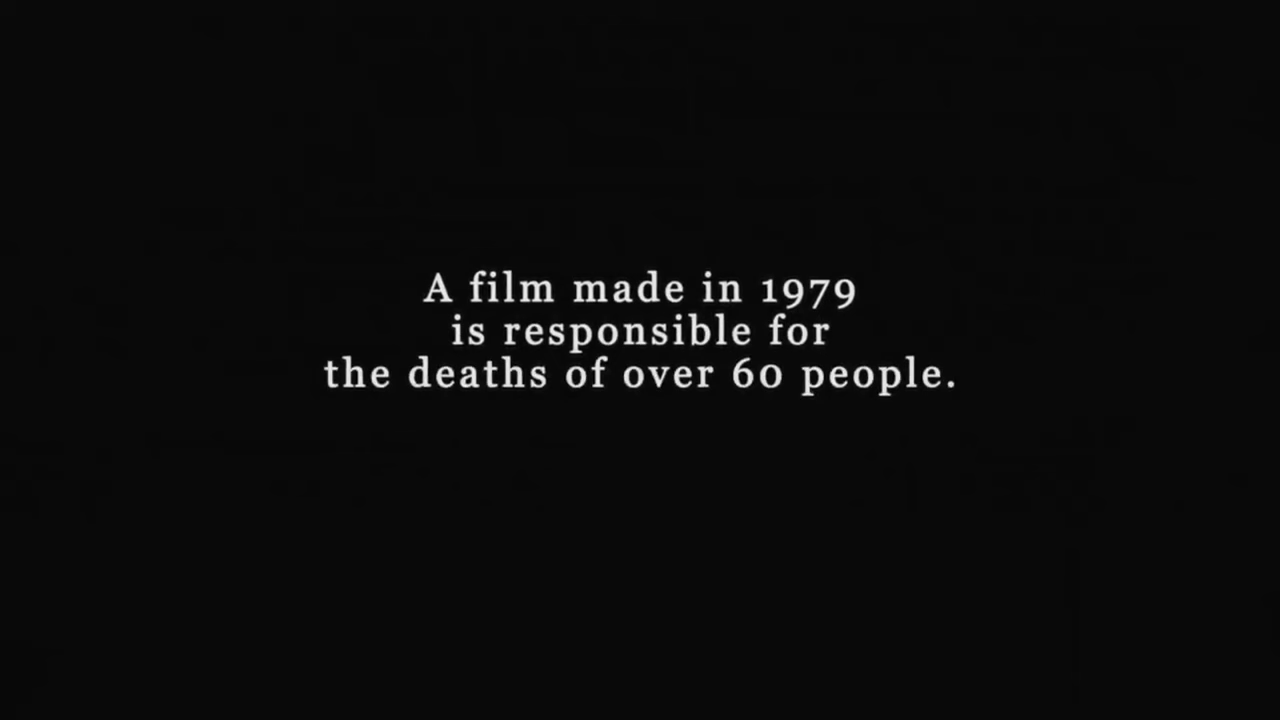 A film made in 1979
is responsible for
the deaths of over 60 people.